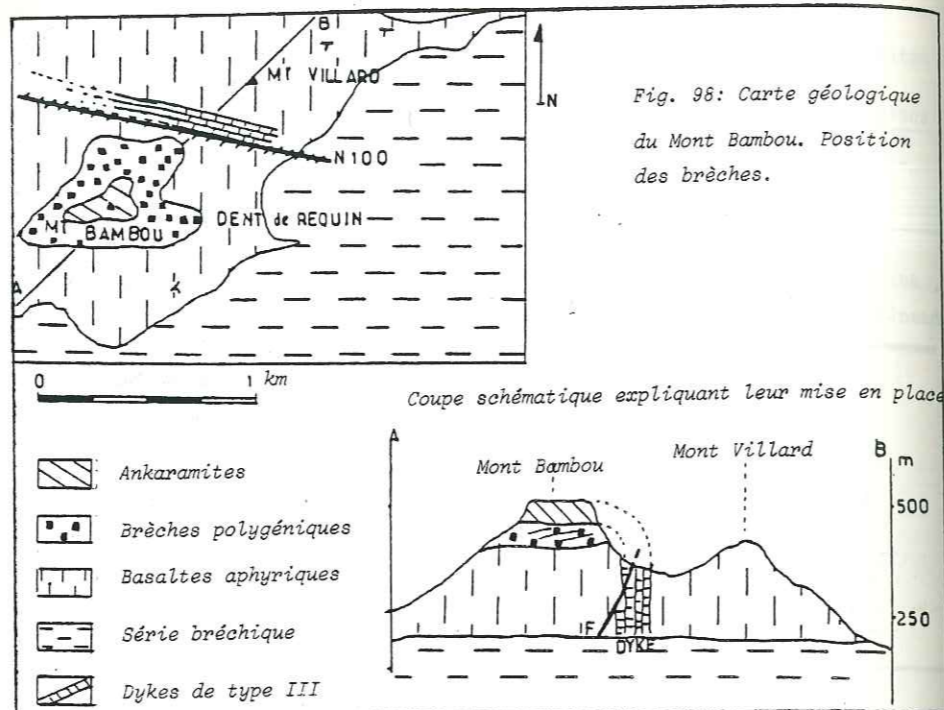 B
MT VILLARD
N
N 100
DENT de REQUIN
MT BAMBOU
A
Fig. 98: Carte géologique
du Mont Bambou. Position
des brèches.
0 1 km
Coupe schématique expliquant leur mise en place
Ankaramites
Brèches polygéniques
Basaltes aphyriques
Série bréchique
Dykes de type III
A
Mont Bambou
Mont Villard
B m
500
250
F
DYKE